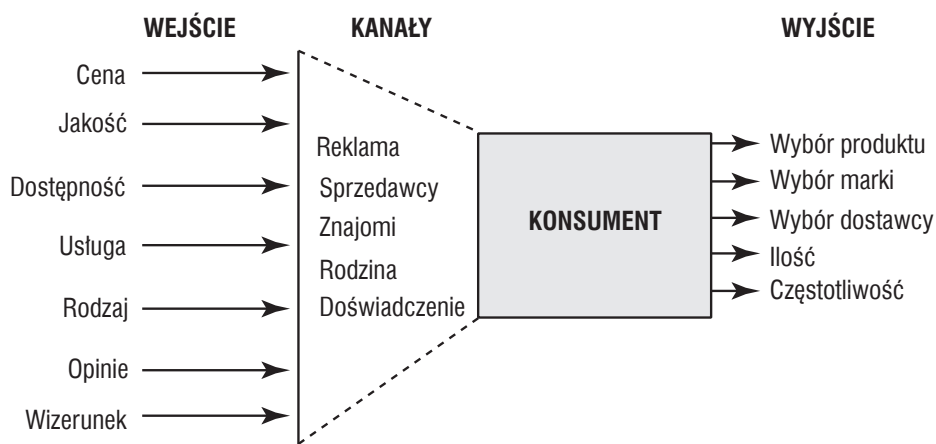 WEJŚCIE
KANAŁY
WYJŚCIE
Cena
Jakość
Dostępność
Usługa
Rodzaj
Opinie
Wizerunek
Reklama
Sprzedawcy
Znajomi
Rodzina
Doświadczenie
KONSUMENT
Wybór produktu
Wybór marki
Wybór dostawcy
Ilość
Częstotliwość